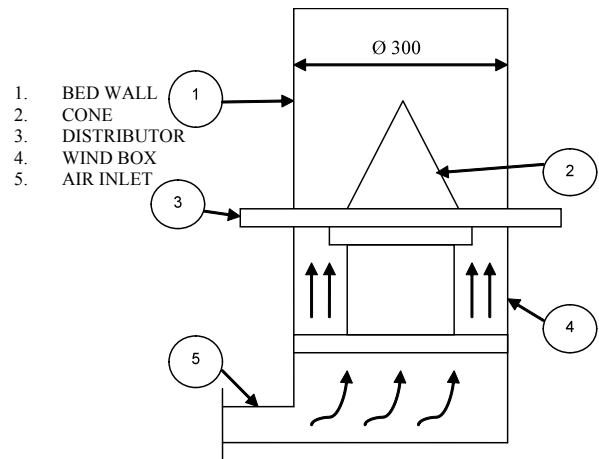 Ø 300
1. BED WALL
2. CONE
3. DISTRIBUTOR
4. WIND BOX
5. AIR INLET
1
2
3
4
5